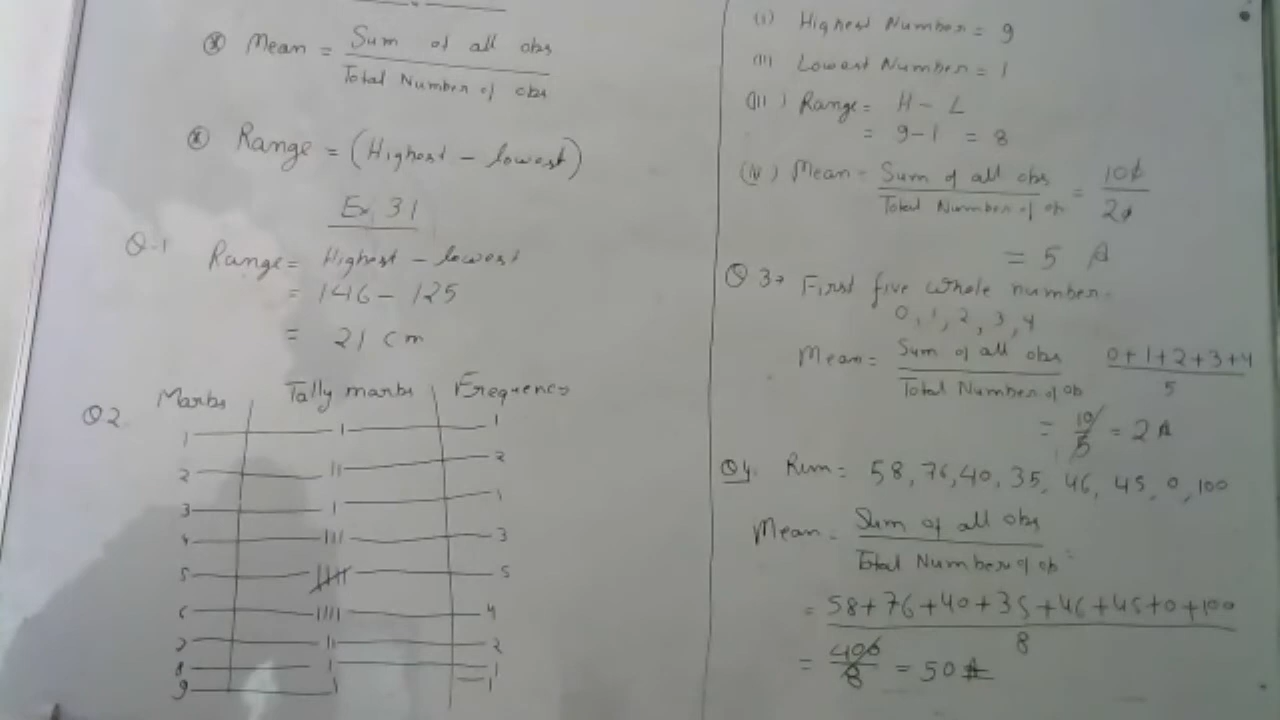 Mean = Sum of all obs
Total Number of obs
Range = (Highest - lowest)
Ex. 31
Q.1 Range = Highest - lowest
= 146 - 125
= 21 cm
Q2. Marks Tally marks Frequency
1 | 1
2 || 2
3 | 1
4 ||| 3
5 |||| 5
6 |||| 4
7 || 2
8 | 1
9 | 1
(i) Highest Number = 9
(ii) Lowest Number = 1
(iii) Range = H - L
= 9-1 = 8
(iv) Mean = Sum of all obs = 100
Total Number of ob 20
= 5 A
Q 3→ First five whole number.
0, 1, 2, 3, 4
Mean = Sum of all obs 0+1+2+3+4
Total Number of ob 5
= 10/5 = 2 A
Q4. Run = 58, 76, 40, 35, 46, 45, 0, 100
Mean = Sum of all obs
Total Number of ob
= 58+76+40+35+46+45+0+100
8
= 400/8 = 50 A